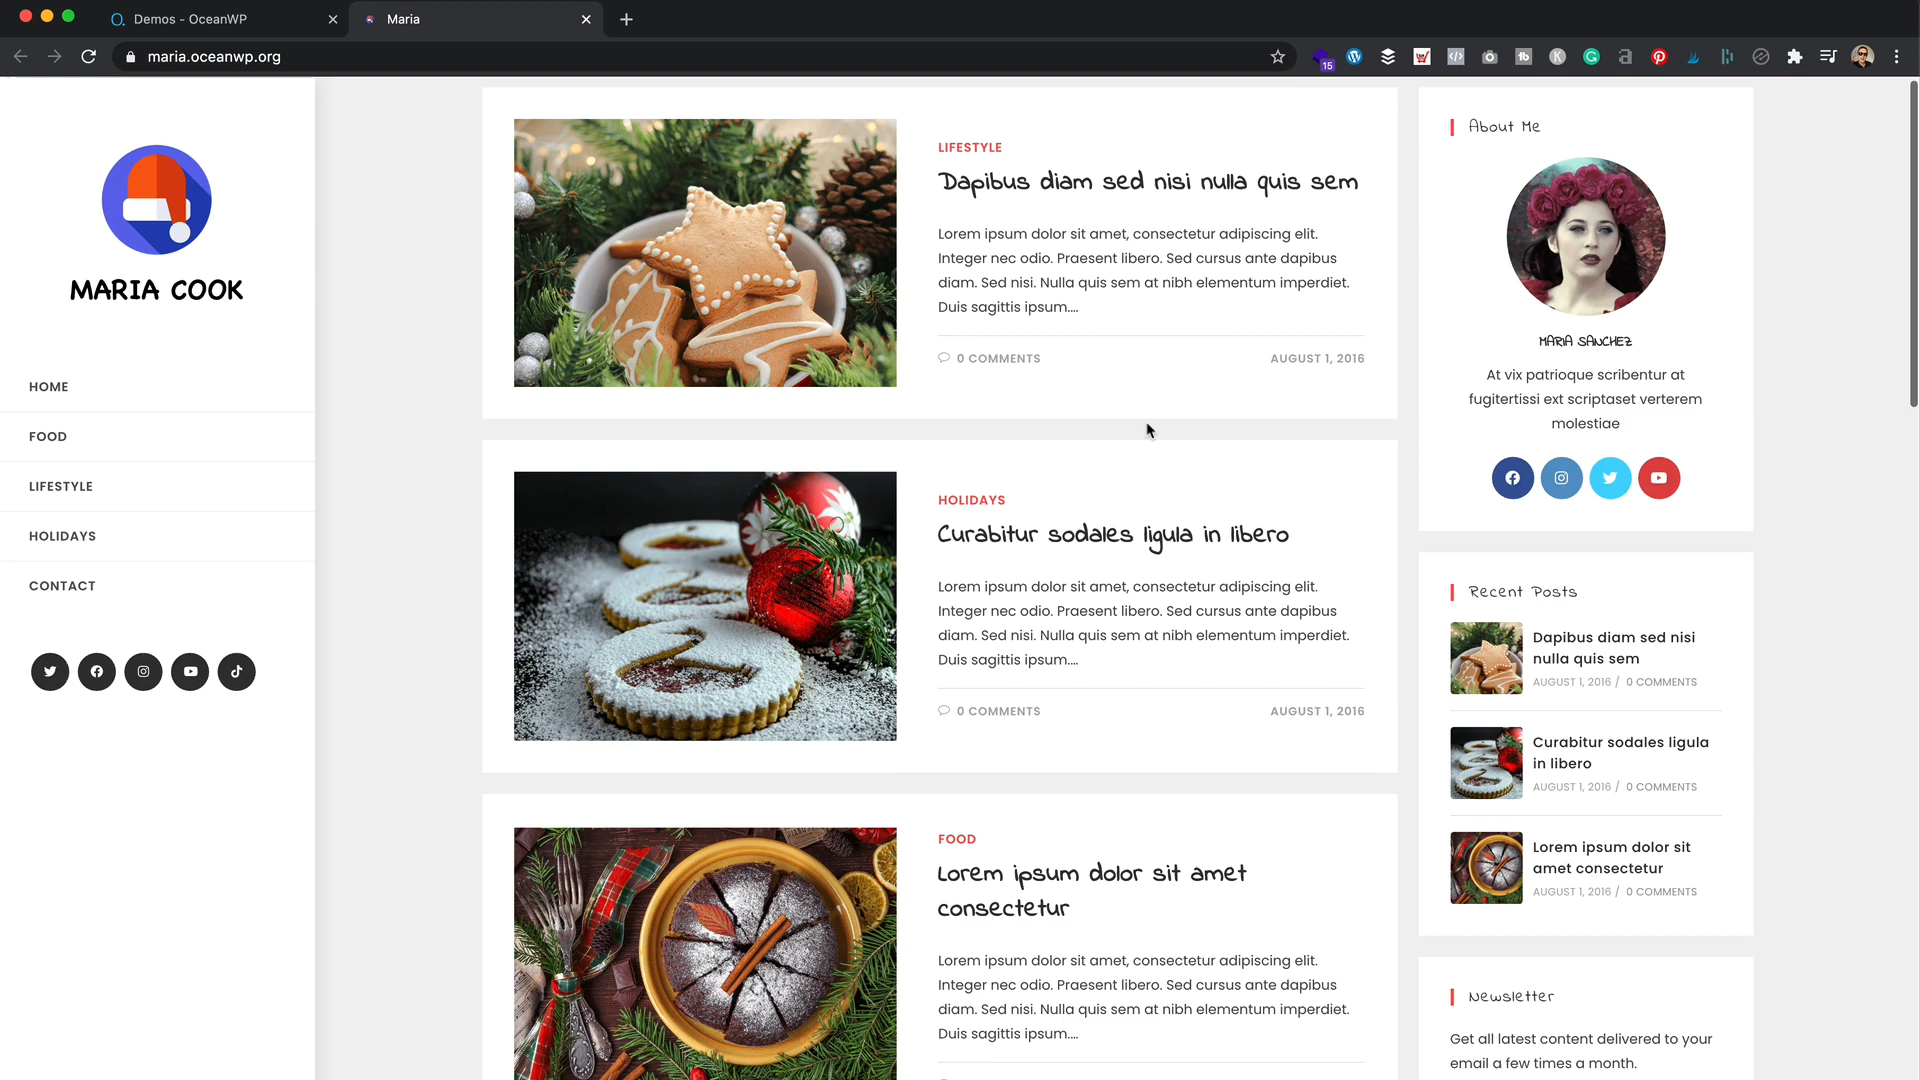 Demos - OceanWP
Maria
maria.oceanwp.org
15
MARIA COOK
HOME
FOOD
LIFESTYLE
HOLIDAYS
CONTACT
LIFESTYLE
Dapibus diam sed nisi nulla quis sem
Lorem ipsum dolor sit amet, consectetur adipiscing elit.
Integer nec odio. Praesent libero. Sed cursus ante dapibus
diam. Sed nisi. Nulla quis sem at nibh elementum imperdiet.
Duis sagittis ipsum....
0 COMMENTS
AUGUST 1, 2016
HOLIDAYS
Curabitur sodales ligula in libero
Lorem ipsum dolor sit amet, consectetur adipiscing elit.
Integer nec odio. Praesent libero. Sed cursus ante dapibus
diam. Sed nisi. Nulla quis sem at nibh elementum imperdiet.
Duis sagittis ipsum....
0 COMMENTS
AUGUST 1, 2016
FOOD
Lorem ipsum dolor sit amet
consectetur
Lorem ipsum dolor sit amet, consectetur adipiscing elit.
Integer nec odio. Praesent libero. Sed cursus ante dapibus
diam. Sed nisi. Nulla quis sem at nibh elementum imperdiet.
Duis sagittis ipsum....
About Me
MARIA SANCHEZ
At vix patrioque scribentur at
fugitertissi ext scriptaset verterem
molestiae
Recent Posts
Dapibus diam sed nisi
nulla quis sem
AUGUST 1, 2016 / 0 COMMENTS
Curabitur sodales ligula
in libero
AUGUST 1, 2016 / 0 COMMENTS
Lorem ipsum dolor sit
amet consectetur
AUGUST 1, 2016 / 0 COMMENTS
Newsletter
Get all latest content delivered to your
email a few times a month.